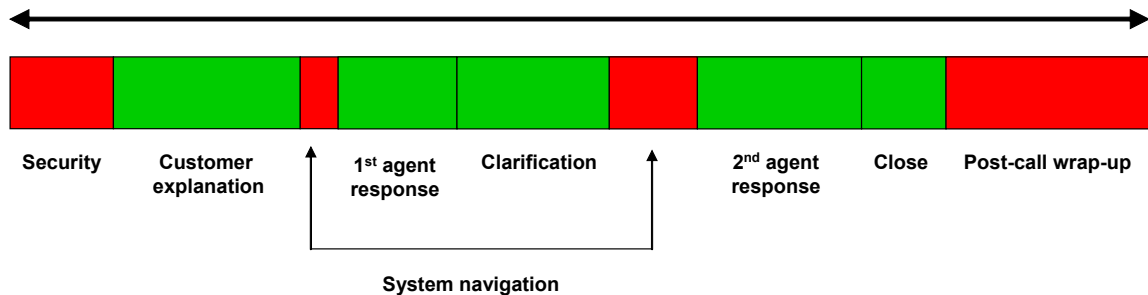 Security
Customer
explanation
1st agent
response
Clarification
2nd agent
response
Close
Post-call wrap-up
System navigation